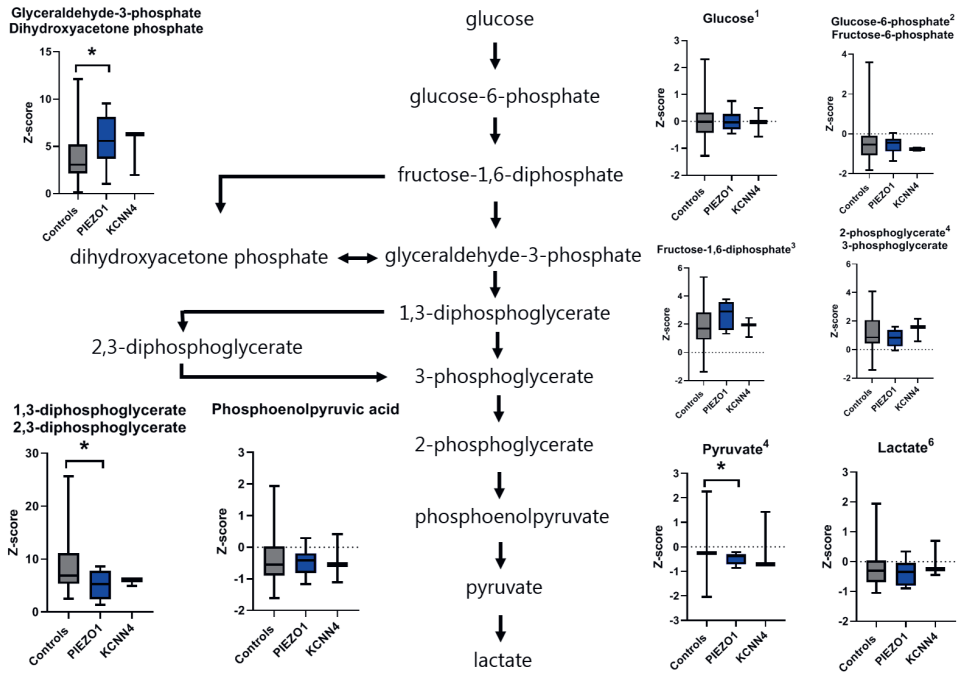 Glyceraldehyde-3-phosphate
Dihydroxyacetone phosphate
15
10
5
0
Z-score
*
Controls
PIEZO1
KCNN4
glucose
glucose-6-phosphate
fructose-1,6-diphosphate
dihydroxyacetone phosphate
glyceraldehyde-3-phosphate
1,3-diphosphoglycerate
2,3-diphosphoglycerate
3-phosphoglycerate
2-phosphoglycerate
phosphoenolpyruvate
pyruvate
lactate
Glucose¹
3
2
1
0
-1
-2
Z-score
Controls
PIEZO1
KCNN4
Glucose-6-phosphate²
Fructose-6-phosphate
4
2
0
-2
Z-score
Controls
PIEZO1
KCNN4
Fructose-1,6-diphosphate³
6
4
2
0
-2
Z-score
Controls
PIEZO1
KCNN4
2-phosphoglycerate⁴
3-phosphoglycerate
6
4
2
0
-2
Z-score
Controls
PIEZO1
KCNN4
1,3-diphosphoglycerate
2,3-diphosphoglycerate
30
20
10
0
Z-score
*
Controls
PIEZO1
KCNN4
Phosphoenolpyruvic acid
3
2
1
0
-1
-2
Z-score
Controls
PIEZO1
KCNN4
Pyruvate⁴
3
2
1
0
-1
-2
-3
Z-score
*
Controls
PIEZO1
KCNN4
Lactate⁶
3
2
1
0
-1
-2
Z-score
Controls
PIEZO1
KCNN4